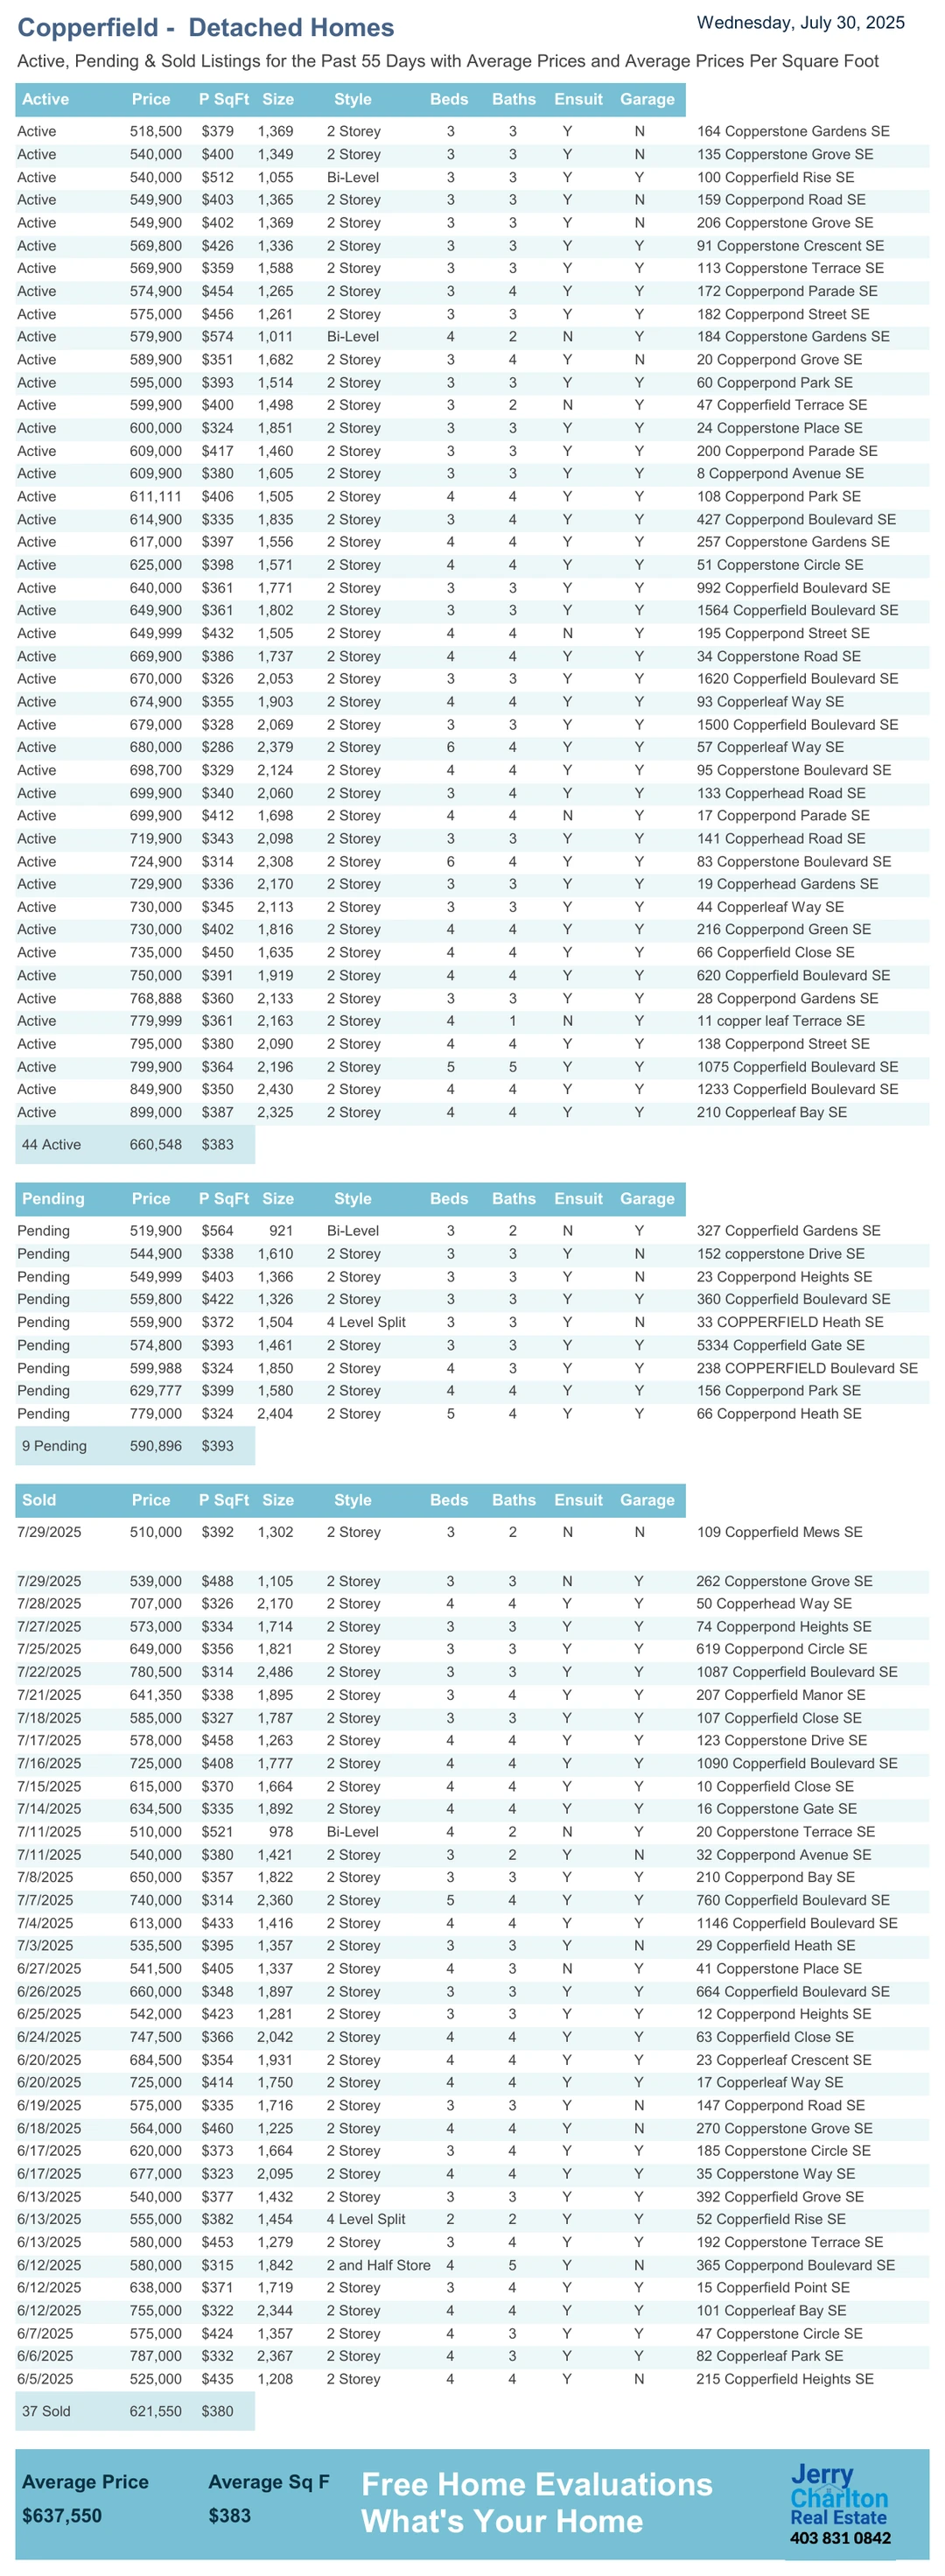 Copperfield - Detached Homes Wednesday, July 30, 2025
Active, Pending & Sold Listings for the Past 55 Days with Average Prices and Average Prices Per Square Foot
Active Price P SqFt Size Style Beds Baths Ensuit Garage
Active 518,500 $379 1,369 2 Storey 3 3 Y N 164 Copperstone Gardens SE
Active 540,000 $400 1,349 2 Storey 3 3 Y N 135 Copperstone Grove SE
Active 540,000 $512 1,055 Bi-Level 3 3 Y Y 100 Copperfield Rise SE
Active 549,900 $403 1,365 2 Storey 3 3 Y N 159 Copperpond Road SE
Active 549,900 $402 1,369 2 Storey 3 3 Y N 206 Copperstone Grove SE
Active 569,800 $426 1,336 2 Storey 3 3 Y Y 91 Copperstone Crescent SE
Active 569,900 $359 1,588 2 Storey 3 3 Y Y 113 Copperstone Terrace SE
Active 574,900 $454 1,265 2 Storey 3 4 Y Y 172 Copperpond Parade SE
Active 575,000 $456 1,261 2 Storey 3 3 Y Y 182 Copperpond Street SE
Active 579,900 $574 1,011 Bi-Level 4 2 N Y 184 Copperstone Gardens SE
Active 589,900 $351 1,682 2 Storey 3 4 Y N 20 Copperpond Grove SE
Active 595,000 $393 1,514 2 Storey 3 3 Y Y 60 Copperpond Park SE
Active 599,900 $400 1,498 2 Storey 3 2 N Y 47 Copperfield Terrace SE
Active 600,000 $324 1,851 2 Storey 3 3 Y Y 24 Copperstone Place SE
Active 609,000 $417 1,460 2 Storey 3 3 Y Y 200 Copperpond Parade SE
Active 609,900 $380 1,605 2 Storey 3 3 Y Y 8 Copperpond Avenue SE
Active 611,111 $406 1,505 2 Storey 4 4 Y Y 108 Copperpond Park SE
Active 614,900 $335 1,835 2 Storey 3 4 Y Y 427 Copperpond Boulevard SE
Active 617,000 $397 1,556 2 Storey 4 4 Y Y 257 Copperstone Gardens SE
Active 625,000 $398 1,571 2 Storey 4 4 Y Y 51 Copperstone Circle SE
Active 640,000 $361 1,771 2 Storey 3 3 Y Y 992 Copperfield Boulevard SE
Active 649,900 $361 1,802 2 Storey 3 3 Y Y 1564 Copperfield Boulevard SE
Active 649,999 $432 1,505 2 Storey 4 4 N Y 195 Copperpond Street SE
Active 669,900 $386 1,737 2 Storey 4 4 Y Y 34 Copperstone Road SE
Active 670,000 $326 2,053 2 Storey 3 3 Y Y 1620 Copperfield Boulevard SE
Active 674,900 $355 1,903 2 Storey 4 4 Y Y 93 Copperleaf Way SE
Active 679,000 $328 2,069 2 Storey 3 3 Y Y 1500 Copperfield Boulevard SE
Active 680,000 $286 2,379 2 Storey 6 4 Y Y 57 Copperleaf Way SE
Active 698,700 $329 2,124 2 Storey 4 4 Y Y 95 Copperstone Boulevard SE
Active 699,900 $340 2,060 2 Storey 3 4 Y Y 133 Copperhead Road SE
Active 699,900 $412 1,698 2 Storey 4 4 N Y 17 Copperpond Parade SE
Active 719,900 $343 2,098 2 Storey 3 3 Y Y 141 Copperhead Road SE
Active 724,900 $314 2,308 2 Storey 6 4 Y Y 83 Copperstone Boulevard SE
Active 729,900 $336 2,170 2 Storey 3 3 Y Y 19 Copperhead Gardens SE
Active 730,000 $345 2,113 2 Storey 3 3 Y Y 44 Copperleaf Way SE
Active 730,000 $402 1,816 2 Storey 4 4 Y Y 216 Copperpond Green SE
Active 735,000 $450 1,635 2 Storey 4 4 Y Y 66 Copperfield Close SE
Active 750,000 $391 1,919 2 Storey 4 4 Y Y 620 Copperfield Boulevard SE
Active 768,888 $360 2,133 2 Storey 3 3 Y Y 28 Copperpond Gardens SE
Active 779,999 $361 2,163 2 Storey 4 1 N Y 11 copper leaf Terrace SE
Active 795,000 $380 2,090 2 Storey 4 4 Y Y 138 Copperpond Street SE
Active 799,900 $364 2,196 2 Storey 5 5 Y Y 1075 Copperfield Boulevard SE
Active 849,900 $350 2,430 2 Storey 4 4 Y Y 1233 Copperfield Boulevard SE
Active 899,000 $387 2,325 2 Storey 4 4 Y Y 210 Copperleaf Bay SE
44 Active 660,548 $383
Pending Price P SqFt Size Style Beds Baths Ensuit Garage
Pending 519,900 $564 921 Bi-Level 3 2 N Y 327 Copperfield Gardens SE
Pending 544,900 $338 1,610 2 Storey 3 3 Y N 152 copperstone Drive SE
Pending 549,999 $403 1,366 2 Storey 3 3 Y N 23 Copperpond Heights SE
Pending 559,800 $422 1,326 2 Storey 3 3 Y Y 360 Copperfield Boulevard SE
Pending 559,900 $372 1,504 4 Level Split 3 3 Y N 33 COPPERFIELD Heath SE
Pending 574,800 $393 1,461 2 Storey 3 3 Y Y 5334 Copperfield Gate SE
Pending 599,988 $324 1,850 2 Storey 4 3 Y Y 238 COPPERFIELD Boulevard SE
Pending 629,777 $399 1,580 2 Storey 4 4 Y Y 156 Copperpond Park SE
Pending 779,000 $324 2,404 2 Storey 5 4 Y Y 66 Copperpond Heath SE
9 Pending 590,896 $393
Sold Price P SqFt Size Style Beds Baths Ensuit Garage
7/29/2025 510,000 $392 1,302 2 Storey 3 2 N N 109 Copperfield Mews SE
7/29/2025 539,000 $488 1,105 2 Storey 3 3 N Y 262 Copperstone Grove SE
7/28/2025 707,000 $326 2,170 2 Storey 4 4 Y Y 50 Copperhead Way SE
7/27/2025 573,000 $334 1,714 2 Storey 3 3 Y Y 74 Copperpond Heights SE
7/25/2025 649,000 $356 1,821 2 Storey 3 3 Y Y 619 Copperpond Circle SE
7/22/2025 780,500 $314 2,486 2 Storey 3 3 Y Y 1087 Copperfield Boulevard SE
7/21/2025 641,350 $338 1,895 2 Storey 3 4 Y Y 207 Copperfield Manor SE
7/18/2025 585,000 $327 1,787 2 Storey 3 3 Y Y 107 Copperfield Close SE
7/17/2025 578,000 $458 1,263 2 Storey 4 4 Y Y 123 Copperstone Drive SE
7/16/2025 725,000 $408 1,777 2 Storey 4 4 Y Y 1090 Copperfield Boulevard SE
7/15/2025 615,000 $370 1,664 2 Storey 4 4 Y Y 10 Copperfield Close SE
7/14/2025 634,500 $335 1,892 2 Storey 4 4 Y Y 16 Copperstone Gate SE
7/11/2025 510,000 $521 978 Bi-Level 4 2 N Y 20 Copperstone Terrace SE
7/11/2025 540,000 $380 1,421 2 Storey 3 2 Y N 32 Copperpond Avenue SE
7/8/2025 650,000 $357 1,822 2 Storey 3 3 Y Y 210 Copperpond Bay SE
7/7/2025 740,000 $314 2,360 2 Storey 5 4 Y Y 760 Copperfield Boulevard SE
7/4/2025 613,000 $433 1,416 2 Storey 4 4 Y Y 1146 Copperfield Boulevard SE
7/3/2025 535,500 $395 1,357 2 Storey 3 3 Y N 29 Copperfield Heath SE
6/27/2025 541,500 $405 1,337 2 Storey 4 3 N Y 41 Copperstone Place SE
6/26/2025 660,000 $348 1,897 2 Storey 3 3 Y Y 664 Copperfield Boulevard SE
6/25/2025 542,000 $423 1,281 2 Storey 3 3 Y Y 12 Copperpond Heights SE
6/24/2025 747,500 $366 2,042 2 Storey 4 4 Y Y 63 Copperfield Close SE
6/20/2025 684,500 $354 1,931 2 Storey 4 4 Y Y 23 Copperleaf Crescent SE
6/20/2025 725,000 $414 1,750 2 Storey 4 4 Y Y 17 Copperleaf Way SE
6/19/2025 575,000 $335 1,716 2 Storey 3 3 Y N 147 Copperpond Road SE
6/18/2025 564,000 $460 1,225 2 Storey 4 4 Y N 270 Copperstone Grove SE
6/17/2025 620,000 $373 1,664 2 Storey 3 4 Y Y 185 Copperstone Circle SE
6/17/2025 677,000 $323 2,095 2 Storey 4 4 Y Y 35 Copperstone Way SE
6/13/2025 540,000 $377 1,432 2 Storey 3 3 Y Y 392 Copperfield Grove SE
6/13/2025 555,000 $382 1,454 4 Level Split 2 2 Y Y 52 Copperfield Rise SE
6/13/2025 580,000 $453 1,279 2 Storey 3 4 Y Y 192 Copperstone Terrace SE
6/12/2025 580,000 $315 1,842 2 and Half Store 4 5 Y N 365 Copperpond Boulevard SE
6/12/2025 638,000 $371 1,719 2 Storey 3 4 Y Y 15 Copperfield Point SE
6/12/2025 755,000 $322 2,344 2 Storey 4 4 Y Y 101 Copperleaf Bay SE
6/7/2025 575,000 $424 1,357 2 Storey 4 3 Y Y 47 Copperstone Circle SE
6/6/2025 787,000 $332 2,367 2 Storey 4 3 Y Y 82 Copperleaf Park SE
6/5/2025 525,000 $435 1,208 2 Storey 4 4 Y N 215 Copperfield Heights SE
37 Sold 621,550 $380
Average Price Average Sq F Free Home Evaluations
$637,550 $383 What's Your Home
Jerry
Charlton
Real Estate
403 831 0842